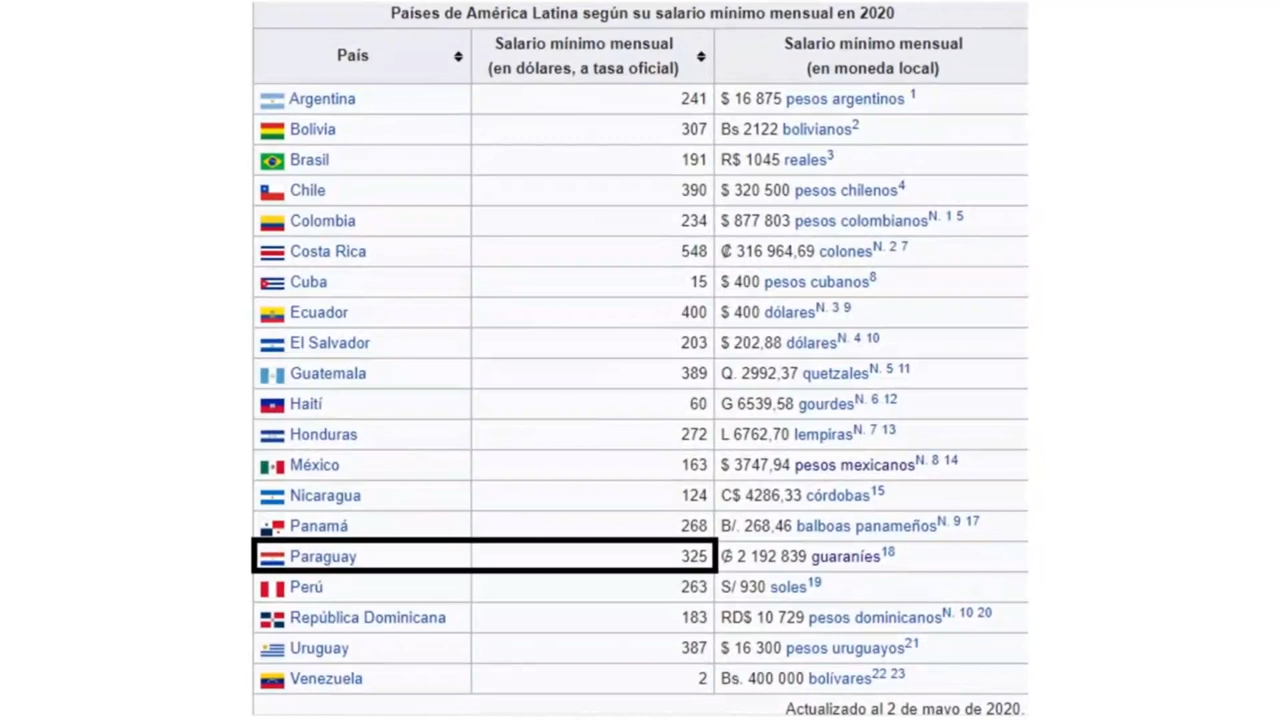 Países de América Latina según su salario mínimo mensual en 2020
País Salario mínimo mensual (en dólares, a tasa oficial) Salario mínimo mensual (en moneda local)
Argentina 241 $ 16 875 pesos argentinos 1
Bolivia 307 Bs 2122 bolivianos2
Brasil 191 R$ 1045 reales3
Chile 390 $ 320 500 pesos chilenos4
Colombia 234 $ 877 803 pesos colombianosN. 1 5
Costa Rica 548 ₡ 316 964,69 colonesN. 2 7
Cuba 15 $ 400 pesos cubanos8
Ecuador 400 $ 400 dólaresN. 3 9
El Salvador 203 $ 202,88 dólaresN. 4 10
Guatemala 389 Q. 2992,37 quetzalesN. 5 11
Haití 60 G 6539,58 gourdesN. 6 12
Honduras 272 L 6762,70 lempirasN. 7 13
México 163 $ 3747,94 pesos mexicanosN. 8 14
Nicaragua 124 C$ 4286,33 córdobas15
Panamá 268 B/. 268,46 balboas panameñosN. 9 17
Paraguay 325 ₲ 2 192 839 guaraníes18
Perú 263 S/ 930 soles19
República Dominicana 183 RD$ 10 729 pesos dominicanosN. 10 20
Uruguay 387 $ 16 300 pesos uruguayos21
Venezuela 2 Bs. 400 000 bolívares22 23
Actualizado al 2 de mayo de 2020.